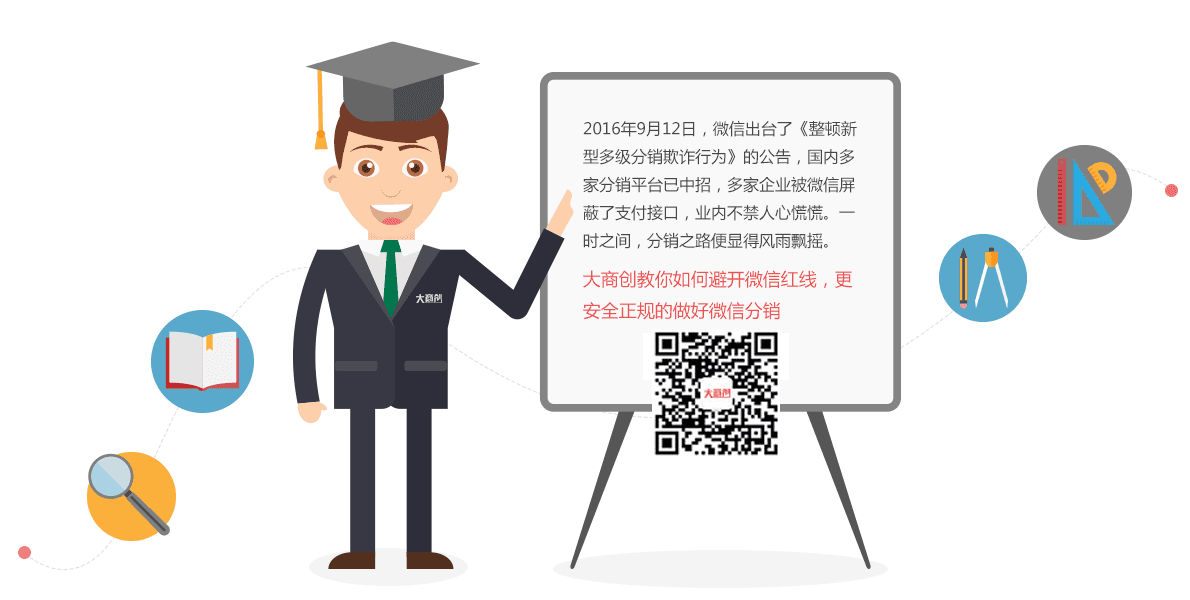 2016年9月12日，微信出台了《整顿新
型多级分销欺诈行为》的公告，国内多
家分销平台已中招，多家企业被微信屏
蔽了支付接口，业内不禁人心慌慌。一
时之间，分销之路便显得风雨飘摇。
大商创教你如何避开微信红线，更
安全正规的做好微信分销
大商创
大商创